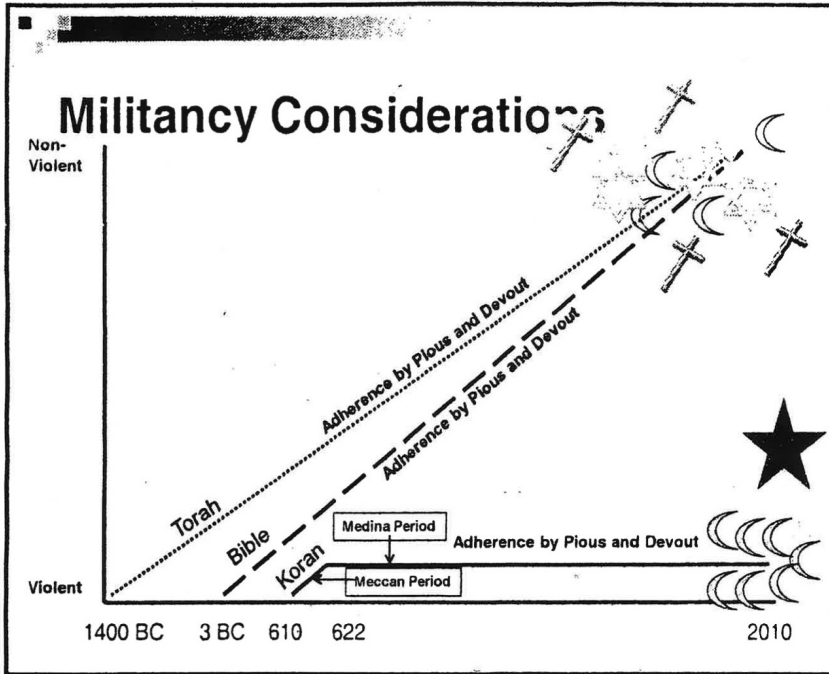 Militancy Considerations
Non-
Violent
Adherence by Pious and Devout
Adherence by Pious and Devout
Torah
Bible
Koran
Medina Period
Adherence by Pious and Devout
Meccan Period
Violent
1400 BC 3 BC 610 622 2010